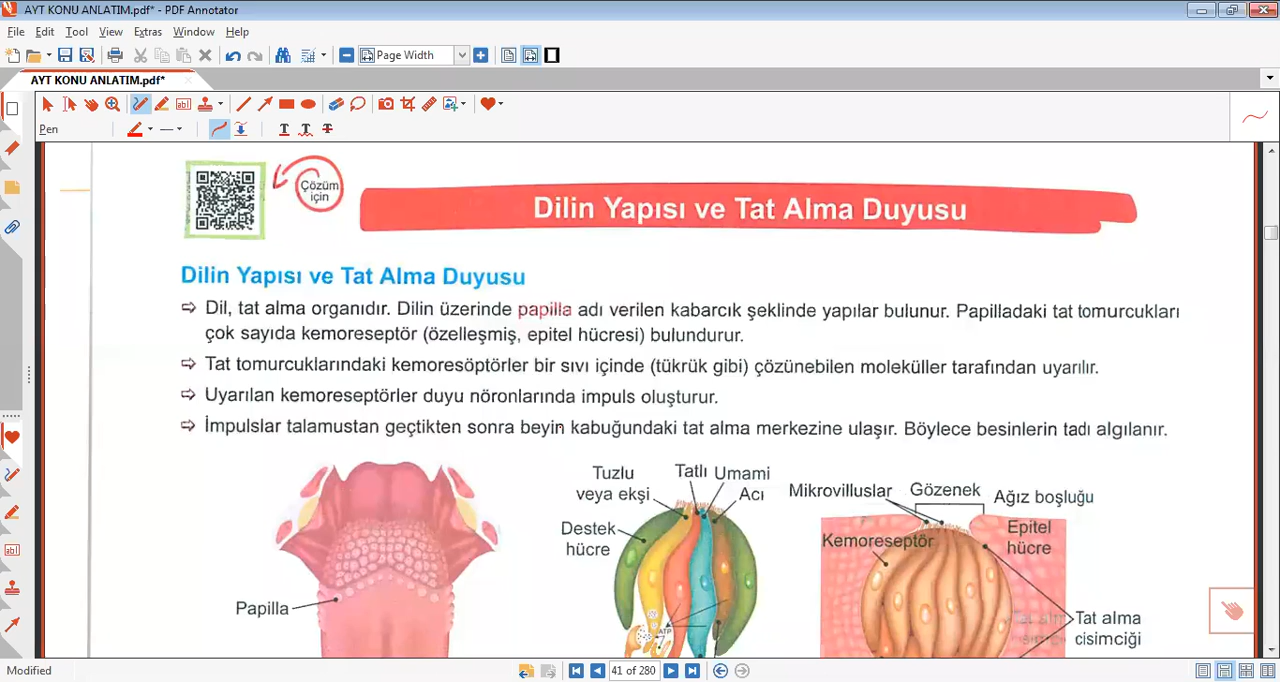 AYT KONU ANLATIM.pdf* - PDF Annotator
File Edit Tool View Extras Window Help
Page Width
AYT KONU ANLATIM.pdf*
Pen
Çözüm
için
Dilin Yapısı ve Tat Alma Duyusu
Dilin Yapısı ve Tat Alma Duyusu
⇨ Dil, tat alma organıdır. Dilin üzerinde papilla adı verilen kabarcık şeklinde yapılar bulunur. Papilladaki tat tomurcukları
çok sayıda kemoreseptör (özelleşmiş, epitel hücresi) bulundurur.
⇨ Tat tomurcuklarındaki kemoresöptörler bir sıvı içinde (tükrük gibi) çözünebilen moleküller tarafından uyarılır.
⇨ Uyarılan kemoreseptörler duyu nöronlarında impuls oluşturur.
⇨ İmpulslar talamustan geçtikten sonra beyin kabuğundaki tat alma merkezine ulaşır. Böylece besinlerin tadı algılanır.
Tuzlu
veya ekşi
Tatlı
Umami
Acı
Destek
hücre
ATP
Mikrovilluslar
Gözenek
Ağız boşluğu
Epitel
hücre
Kemoreseptör
Papilla
Tat alma
cisimciği
Modified
41 of 280